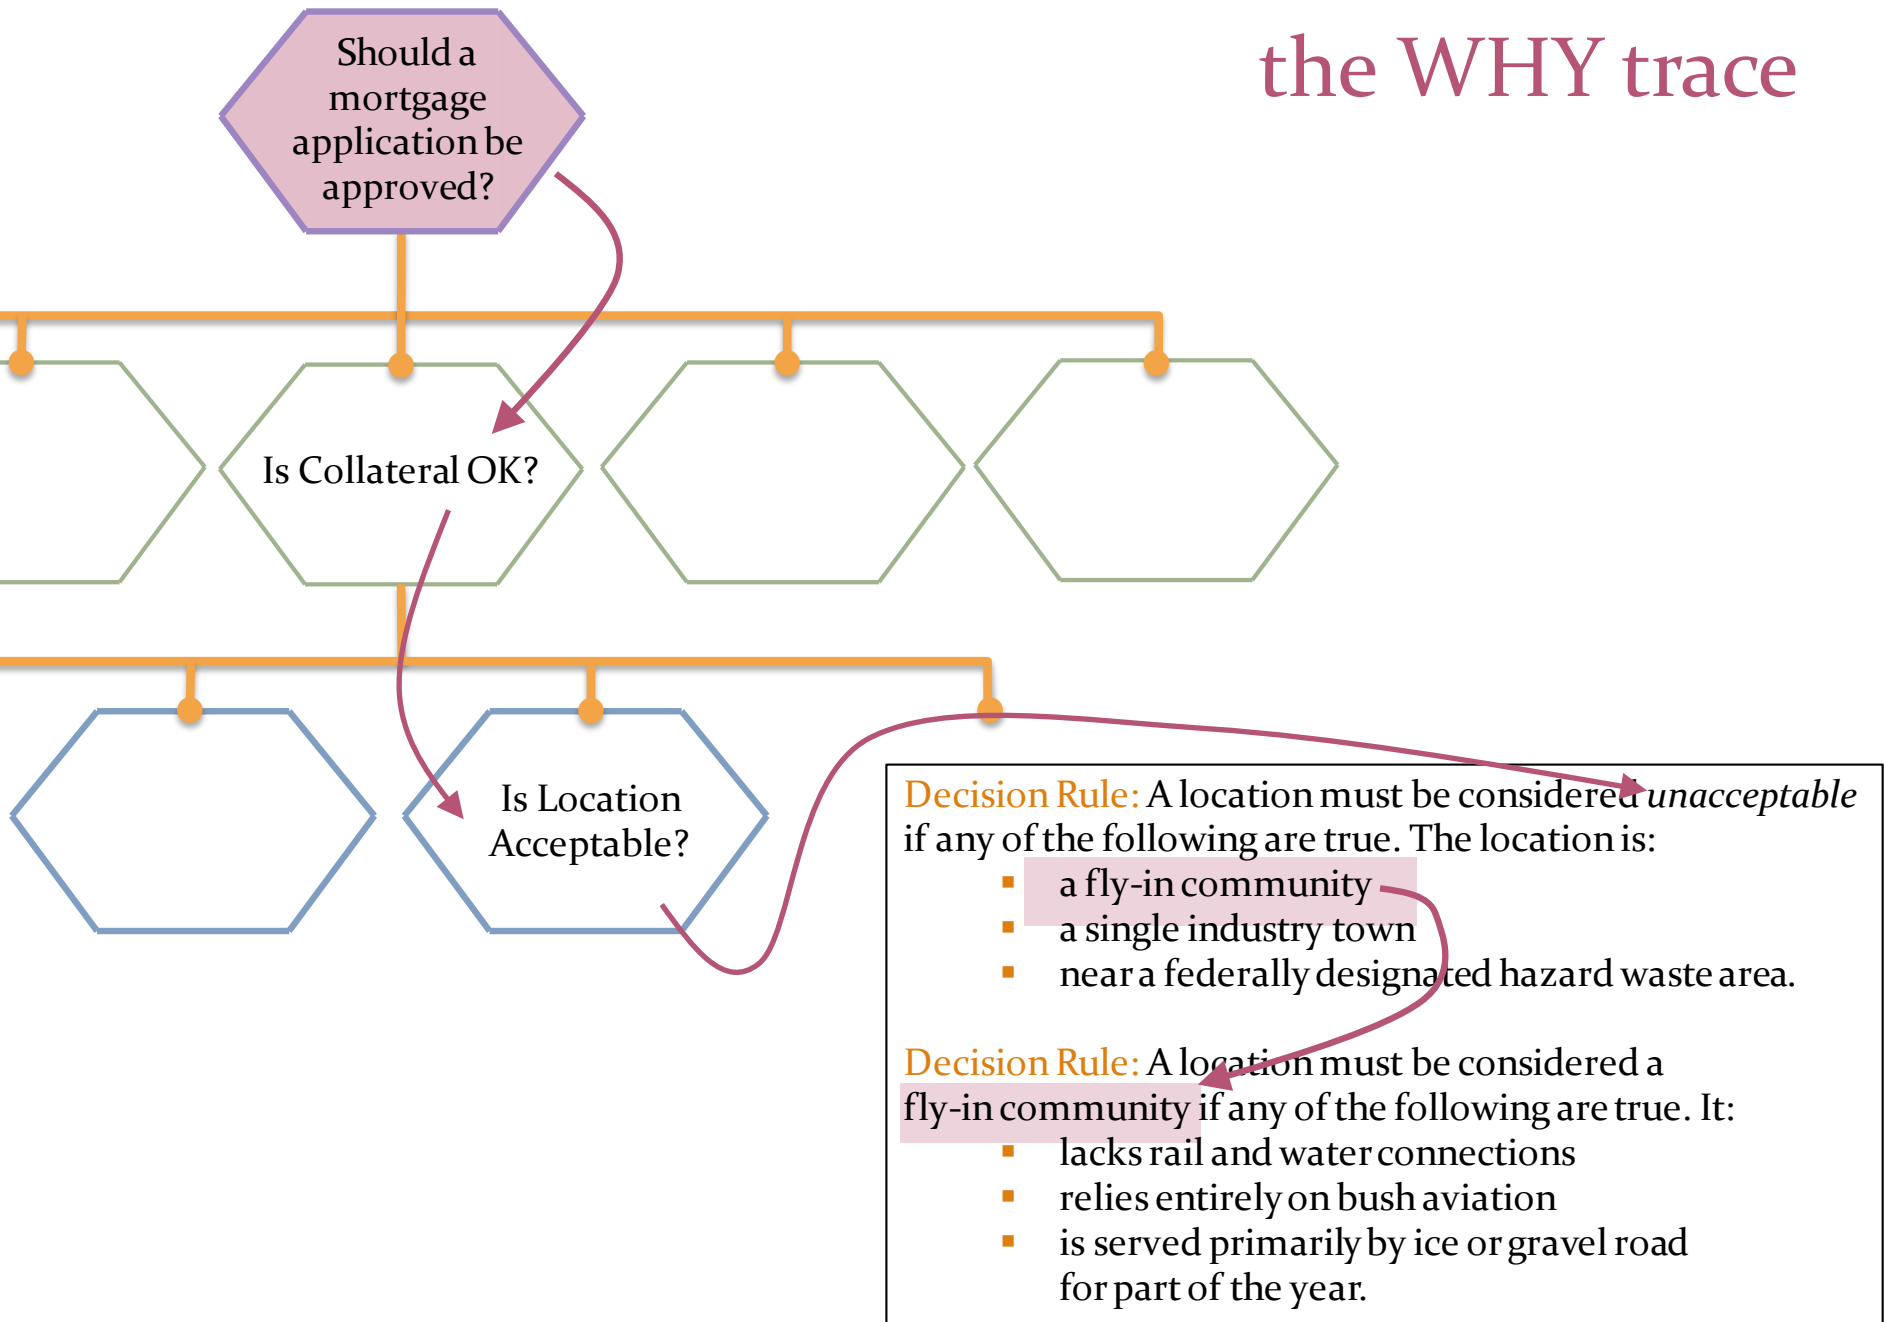 the WHY trace
Should a
mortgage
application be
approved?
Is Collateral OK?
Is Location
Acceptable?
Decision Rule: A location must be considered unacceptable
if any of the following are true. The location is:
▪ a fly-in community
▪ a single industry town
▪ near a federally designated hazard waste area.
Decision Rule: A location must be considered a
fly-in community if any of the following are true. It:
▪ lacks rail and water connections
▪ relies entirely on bush aviation
▪ is served primarily by ice or gravel road
for part of the year.